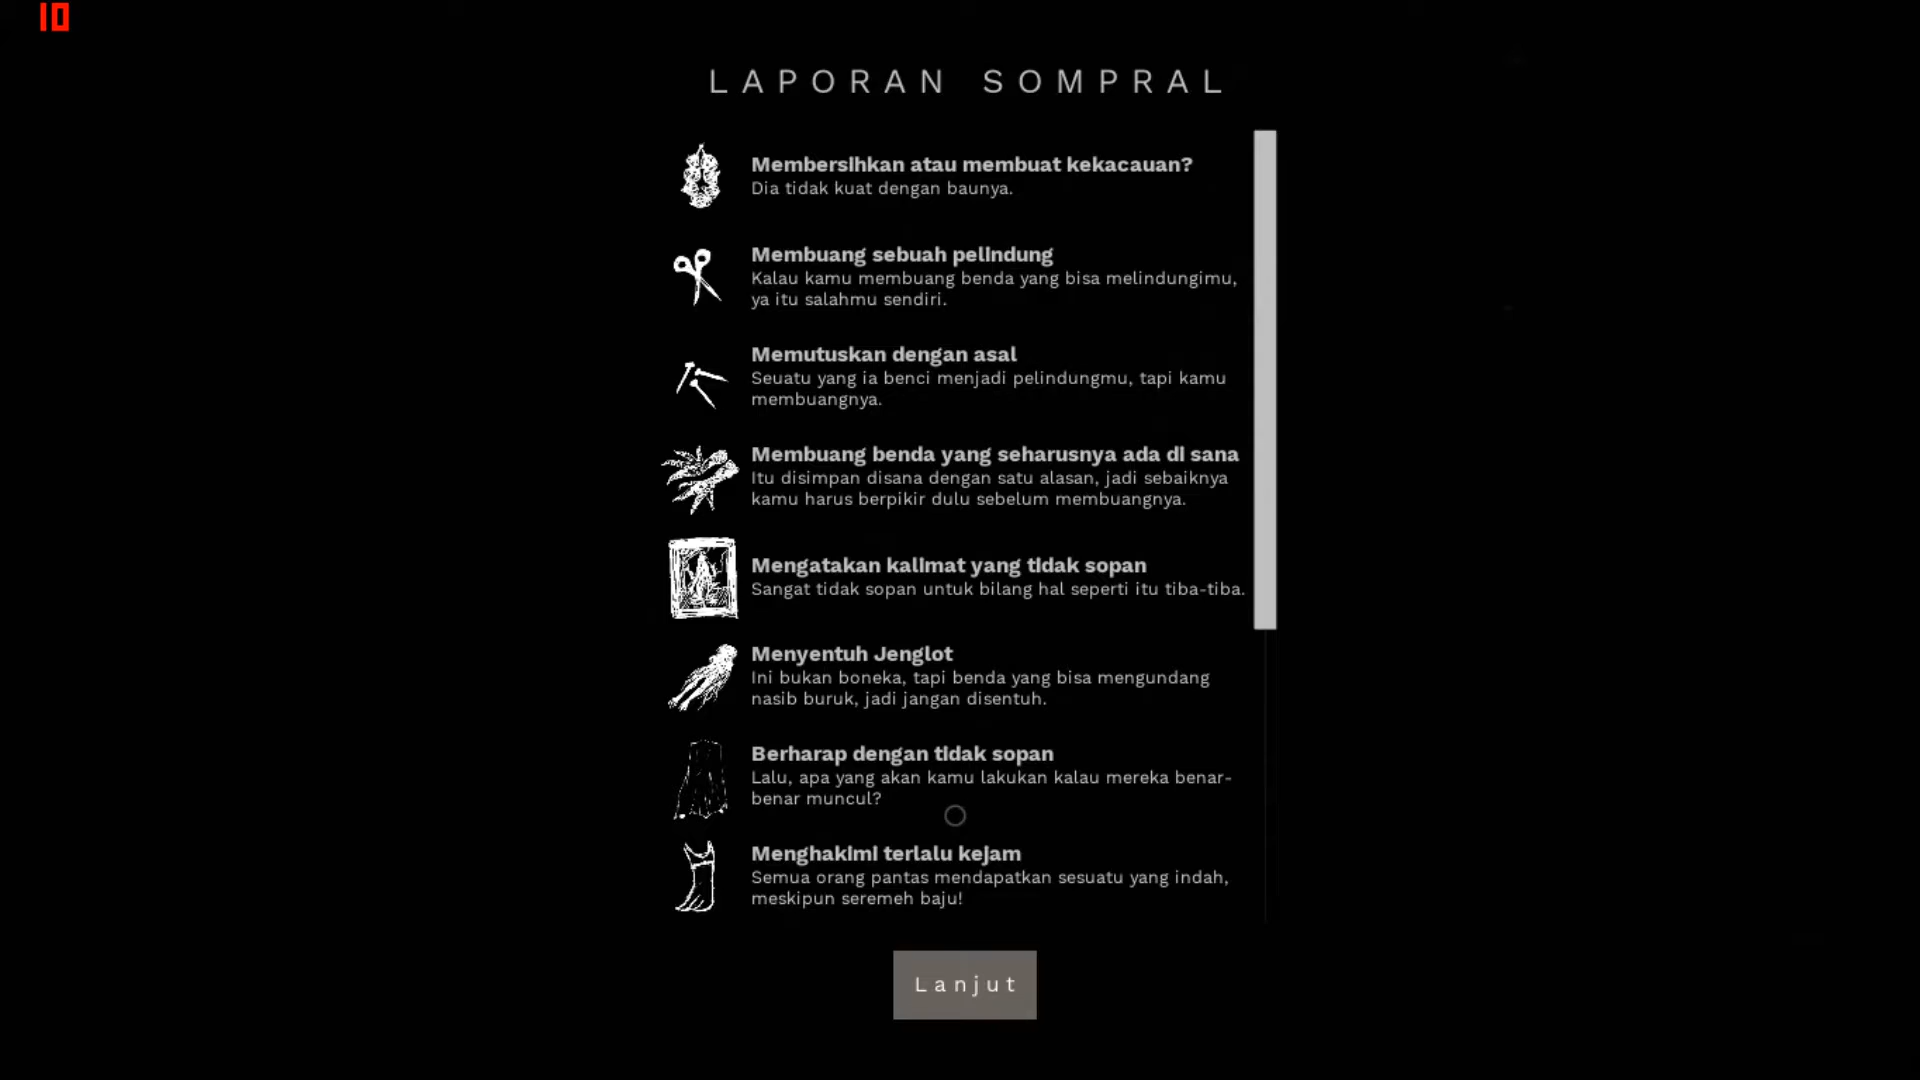 10
LAPORAN SOMPRAL
Membersihkan atau membuat kekacauan?
Dia tidak kuat dengan baunya.
Membuang sebuah pelindung
Kalau kamu membuang benda yang bisa melindungimu,
ya itu salahmu sendiri.
Memutuskan dengan asal
Seuatu yang ia benci menjadi pelindungmu, tapi kamu
membuangnya.
Membuang benda yang seharusnya ada di sana
Itu disimpan disana dengan satu alasan, jadi sebaiknya
kamu harus berpikir dulu sebelum membuangnya.
Mengatakan kalimat yang tidak sopan
Sangat tidak sopan untuk bilang hal seperti itu tiba-tiba.
Menyentuh Jenglot
Ini bukan boneka, tapi benda yang bisa mengundang
nasib buruk, jadi jangan disentuh.
Berharap dengan tidak sopan
Lalu, apa yang akan kamu lakukan kalau mereka benar-
benar muncul?
Menghakimi terlalu kejam
Semua orang pantas mendapatkan sesuatu yang indah,
meskipun seremeh baju!
Lanjut